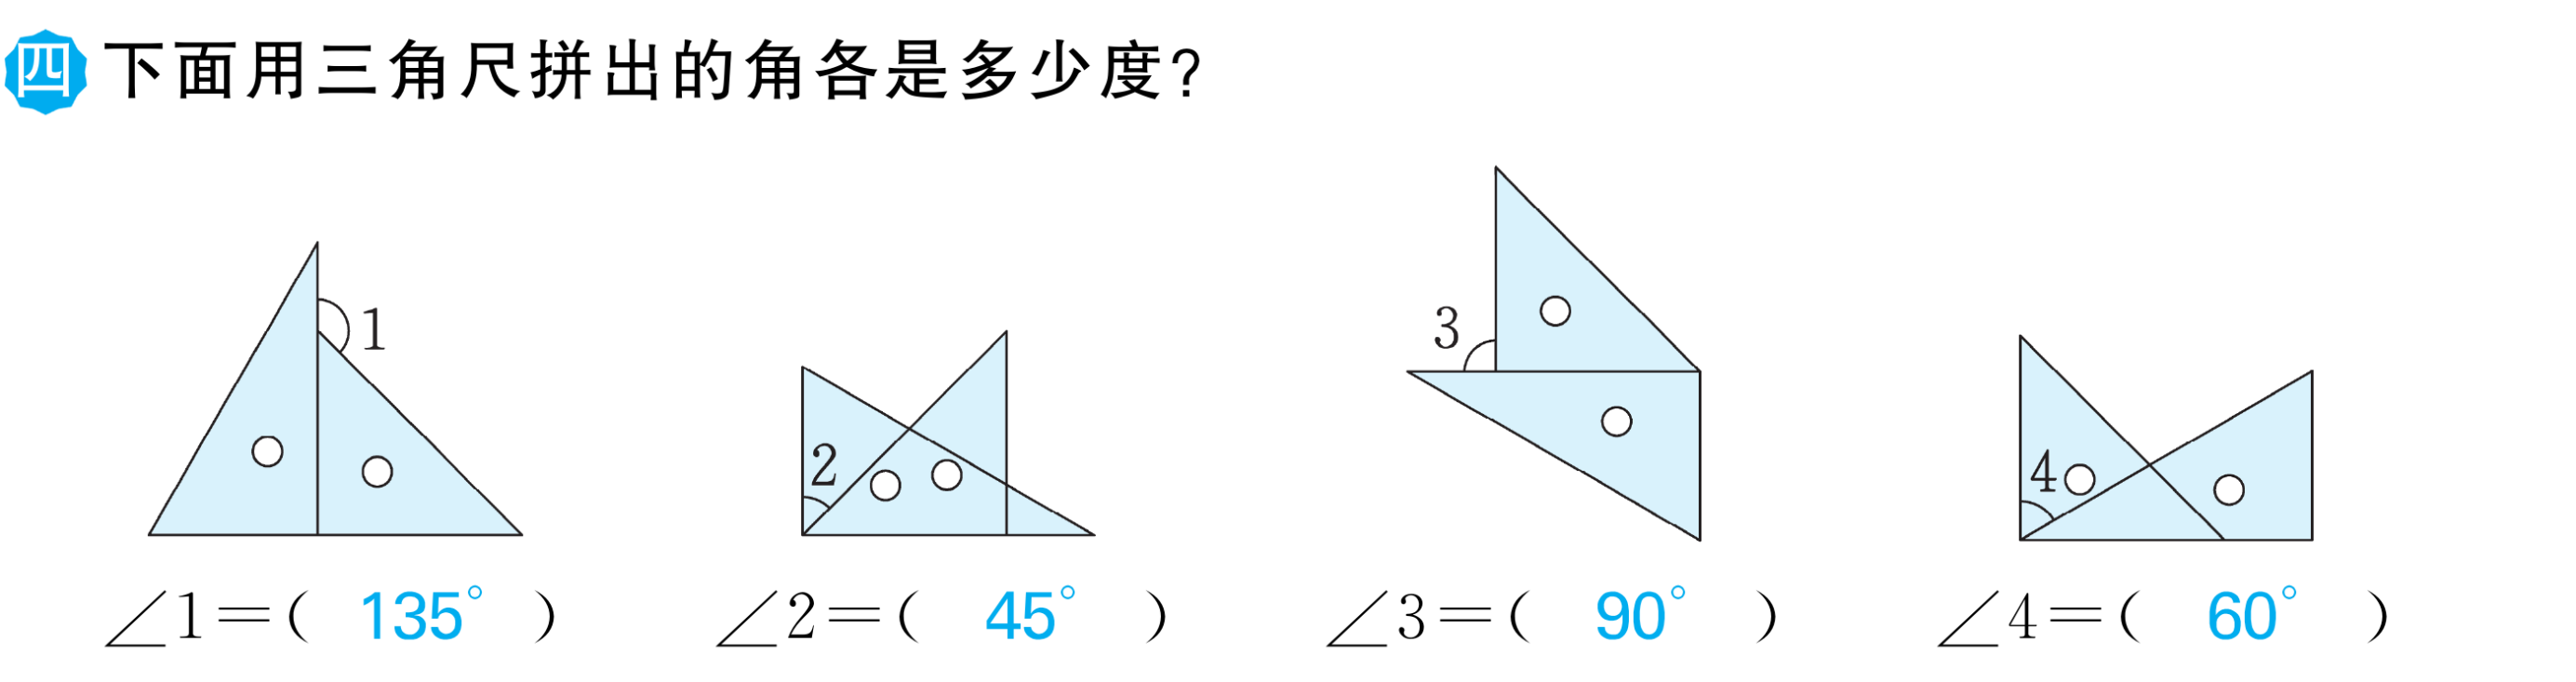 四 下面用三角尺拼出的角各是多少度?
1 2 3 4
∠1=( 135° ) ∠2=( 45° ) ∠3=( 90° ) ∠4=( 60° )